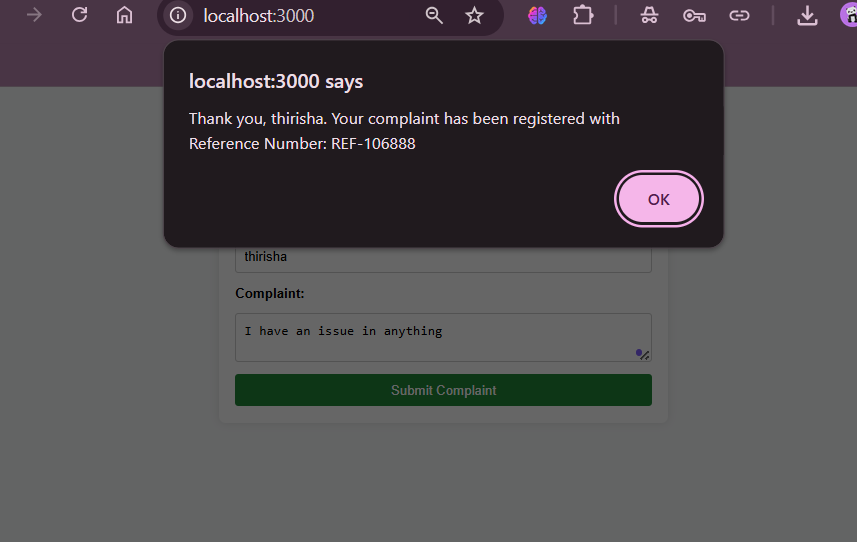 localhost:3000
localhost:3000 says
Thank you, thirisha. Your complaint has been registered with
Reference Number: REF-106888
OK
thirisha
Complaint:
I have an issue in anything
Submit Complaint